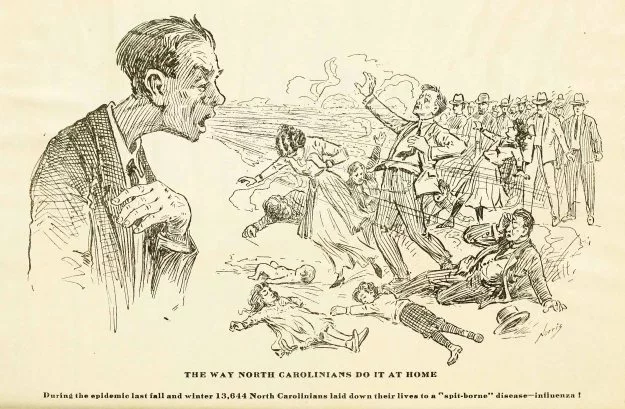 Norris
THE WAY NORTH CAROLINIANS DO IT AT HOME
During the epidemic last fall and winter 13,644 North Carolinians laid down their lives to a "spit-borne" disease—influenza!